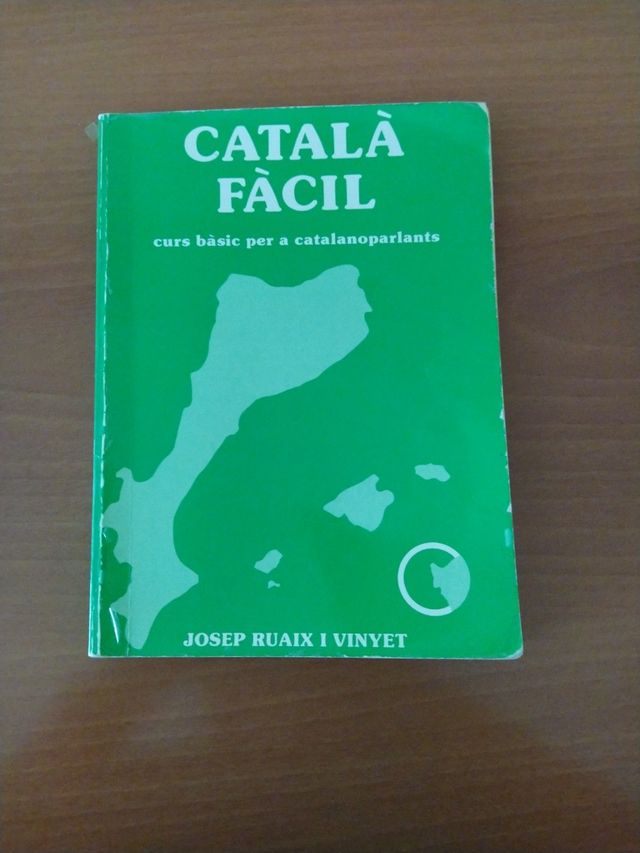 CATALÀ
FÀCIL
curs bàsic per a catalanoparlants
JOSEP RUAIX I VINYET